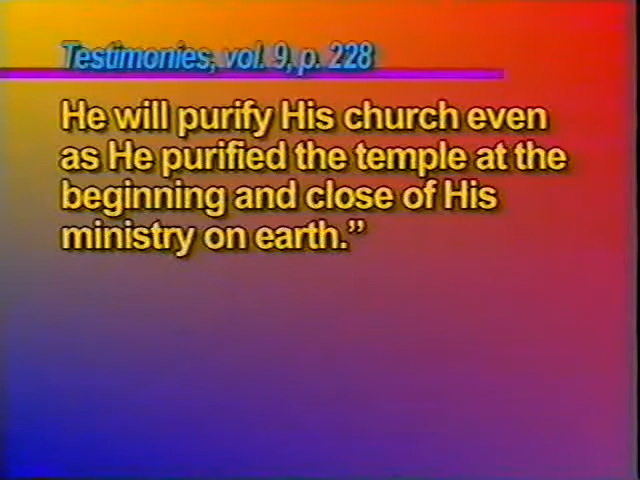 Testimonies, vol. 9, p. 228
He will purify His church even
as He purified the temple at the
beginning and close of His
ministry on earth.”